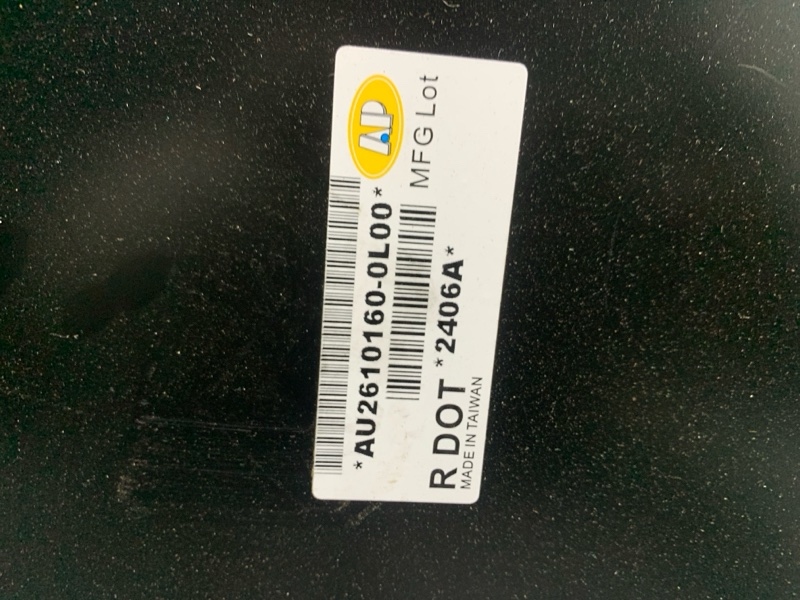 *AU2610160-0L00*
AP
MFG Lot
R DOT *2406A*
MADE IN TAIWAN